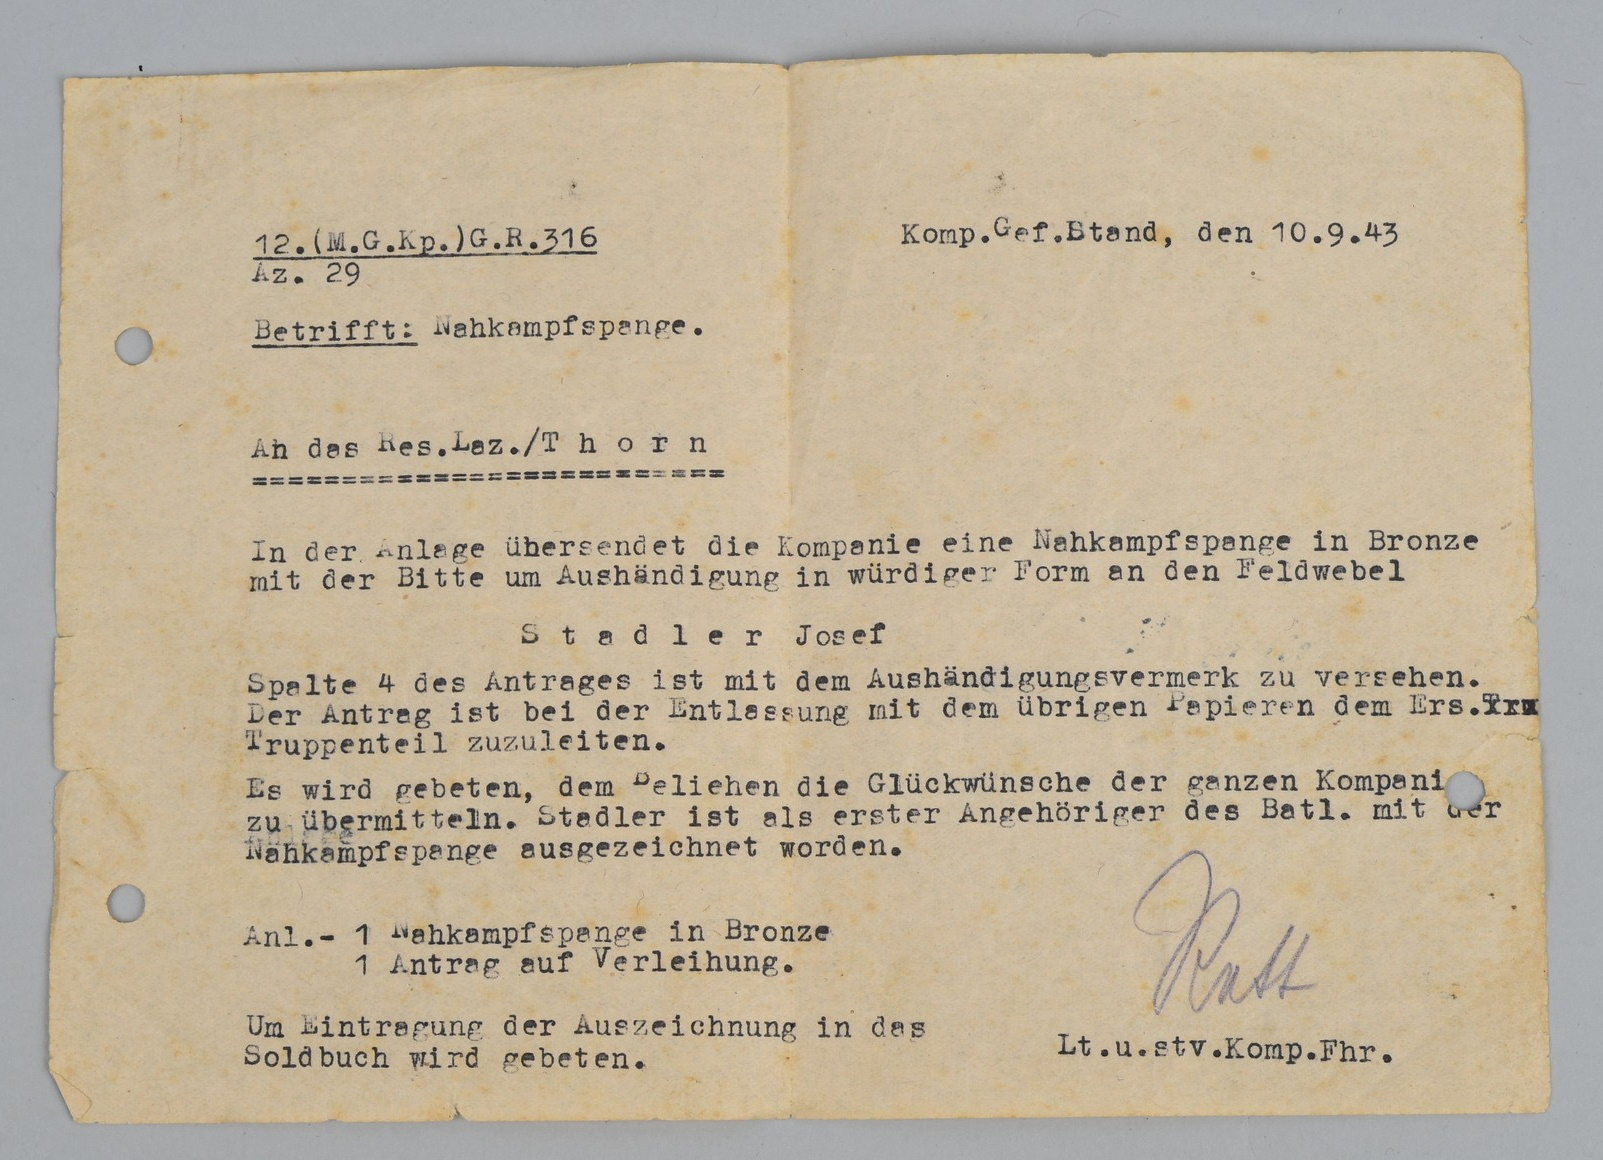 12.(M.G.Kp.)G.R.316
Komp.Gef.Stand, den 10.9.43
Az. 29
Betrifft: Nahkampfspange.
An das Res.Laz./T h o r n
==========================
In der Anlage übersendet die Kompanie eine Nahkampfspange in Bronze
mit der Bitte um Aushändigung in würdiger Form an den Feldwebel
S t a d l e r Josef
Spalte 4 des Antrages ist mit dem Aushändigungsvermerk zu versehen.
Der Antrag ist bei der Entlassung mit dem übrigen Papieren dem Ers.
Truppenteil zuzuleiten.
Es wird gebeten, dem Beliehen die Glückwünsche der ganzen Kompani
zu übermitteln. Stadler ist als erster Angehöriger des Batl. mit der
Nahkampfspange ausgezeichnet worden.
Anl.- 1 Nahkampfspange in Bronze
1 Antrag auf Verleihung.
Um Eintragung der Auszeichnung in das
Soldbuch wird gebeten.
Lt.u.stv.Komp.Fhr.